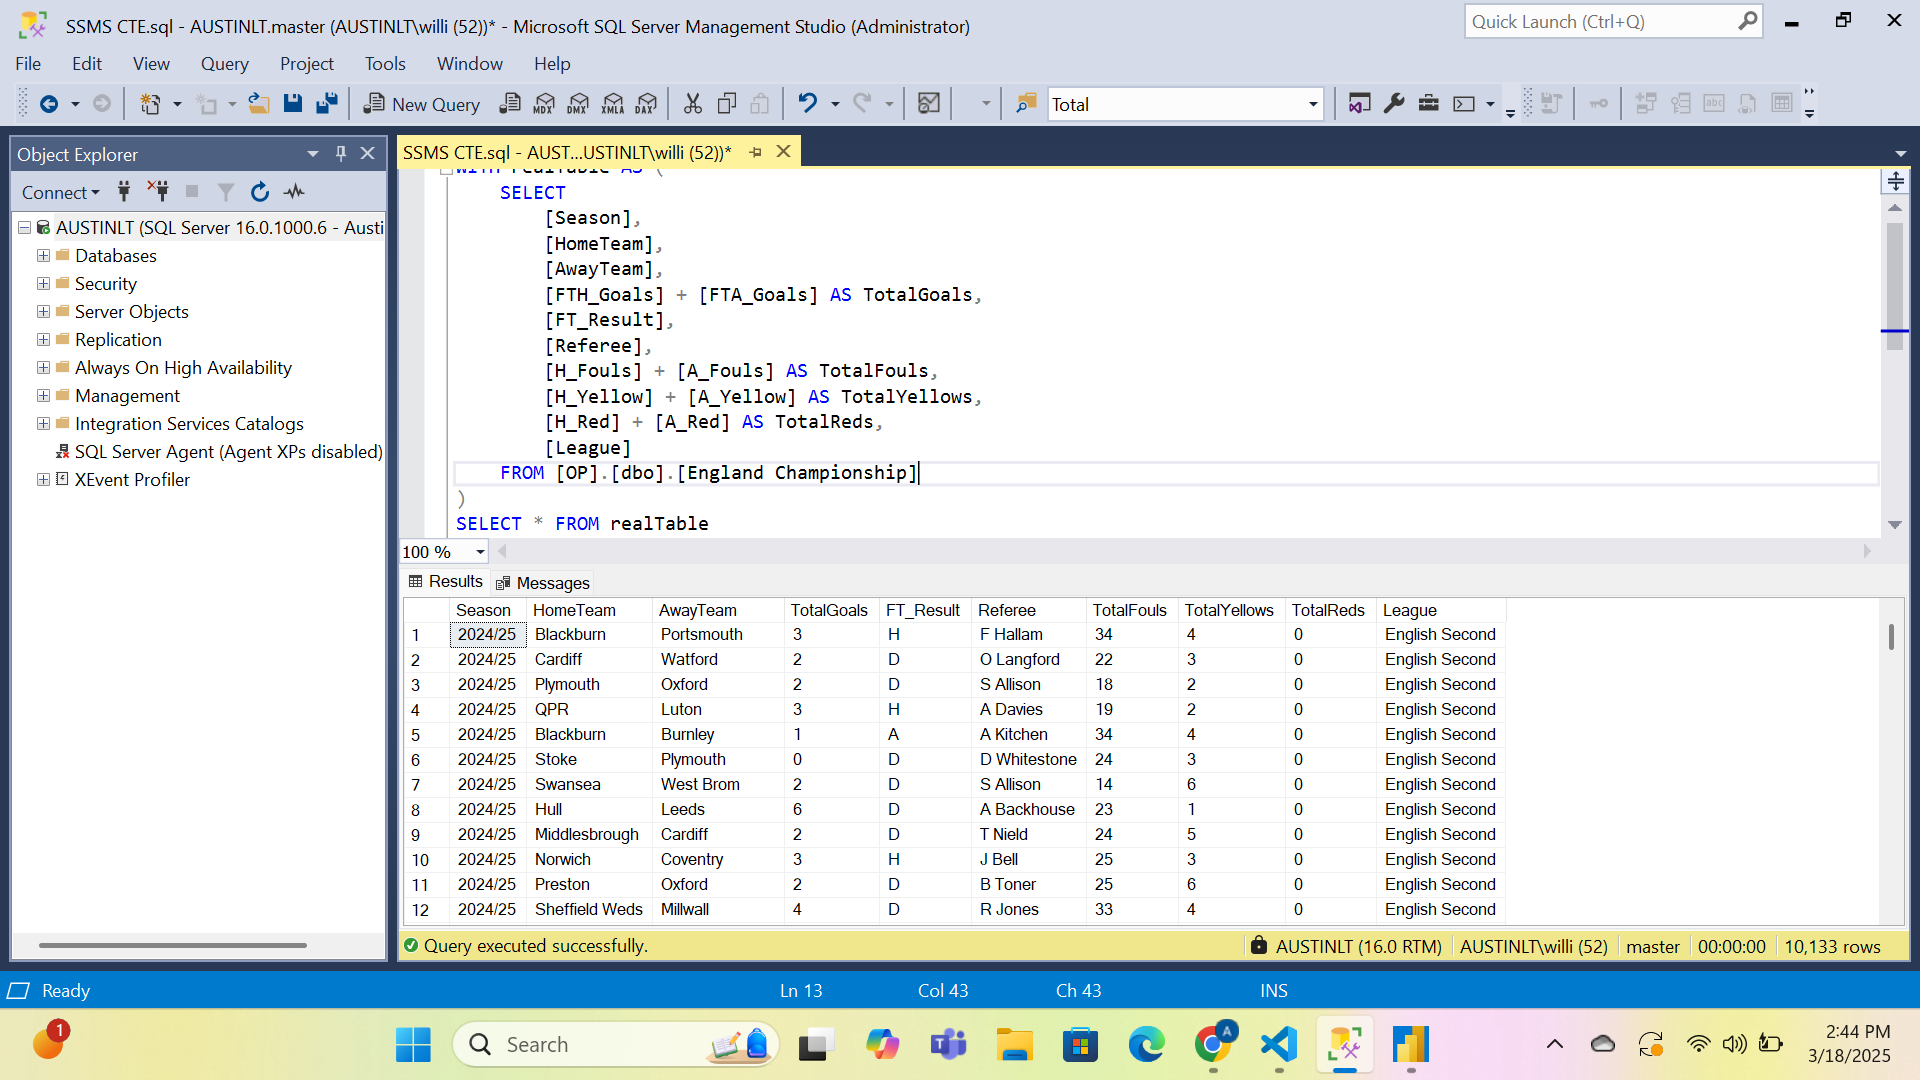 SSMS CTE.sql - AUSTINLT.master (AUSTINLT\willi (52))* - Microsoft SQL Server Management Studio (Administrator)
Quick Launch (Ctrl+Q)
File Edit View Query Project Tools Window Help
New Query MDX DMX XMLA DAX Total abc
Object Explorer
SSMS CTE.sql - AUST...USTINLT\willi (52))*
Connect
AUSTINLT (SQL Server 16.0.1000.6 - Austi
Databases
Security
Server Objects
Replication
Always On High Availability
Management
Integration Services Catalogs
SQL Server Agent (Agent XPs disabled)
XEvent Profiler
WITH realTable AS (
SELECT
[Season],
[HomeTeam],
[AwayTeam],
[FTH_Goals] + [FTA_Goals] AS TotalGoals,
[FT_Result],
[Referee],
[H_Fouls] + [A_Fouls] AS TotalFouls,
[H_Yellow] + [A_Yellow] AS TotalYellows,
[H_Red] + [A_Red] AS TotalReds,
[League]
FROM [OP].[dbo].[England Championship]
)
SELECT * FROM realTable
100 %
Results Messages
Season HomeTeam AwayTeam TotalGoals FT_Result Referee TotalFouls TotalYellows TotalReds League
1 2024/25 Blackburn Portsmouth 3 H F Hallam 34 4 0 English Second
2 2024/25 Cardiff Watford 2 D O Langford 22 3 0 English Second
3 2024/25 Plymouth Oxford 2 D S Allison 18 2 0 English Second
4 2024/25 QPR Luton 3 H A Davies 19 2 0 English Second
5 2024/25 Blackburn Burnley 1 A A Kitchen 34 4 0 English Second
6 2024/25 Stoke Plymouth 0 D D Whitestone 24 3 0 English Second
7 2024/25 Swansea West Brom 2 D S Allison 14 6 0 English Second
8 2024/25 Hull Leeds 6 D A Backhouse 23 1 0 English Second
9 2024/25 Middlesbrough Cardiff 2 D T Nield 24 5 0 English Second
10 2024/25 Norwich Coventry 3 H J Bell 25 3 0 English Second
11 2024/25 Preston Oxford 2 D B Toner 25 6 0 English Second
12 2024/25 Sheffield Weds Millwall 4 D R Jones 33 4 0 English Second
Query executed successfully. AUSTINLT (16.0 RTM) AUSTINLT\willi (52) master 00:00:00 10,133 rows
Ready Ln 13 Col 43 Ch 43 INS
1 Search T A 2:44 PM
3/18/2025